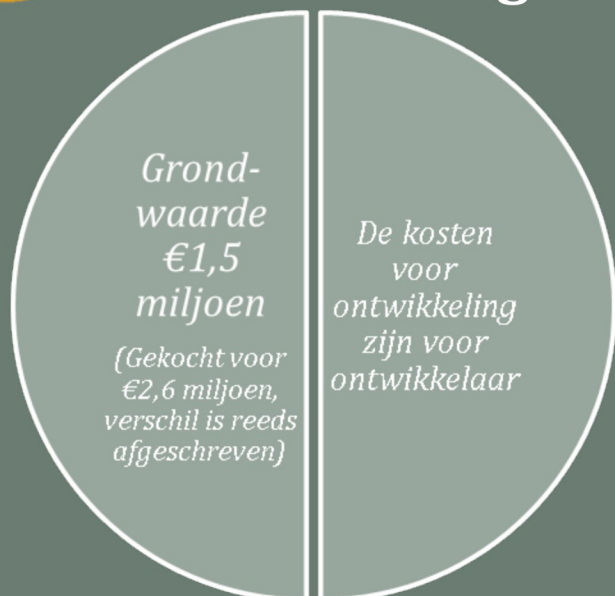 Grond-
waarde
€1,5
miljoen
(Gekocht voor
€2,6 miljoen,
verschil is reeds
afgeschreven)
De kosten
voor
ontwikkeling
zijn voor
ontwikkelaar